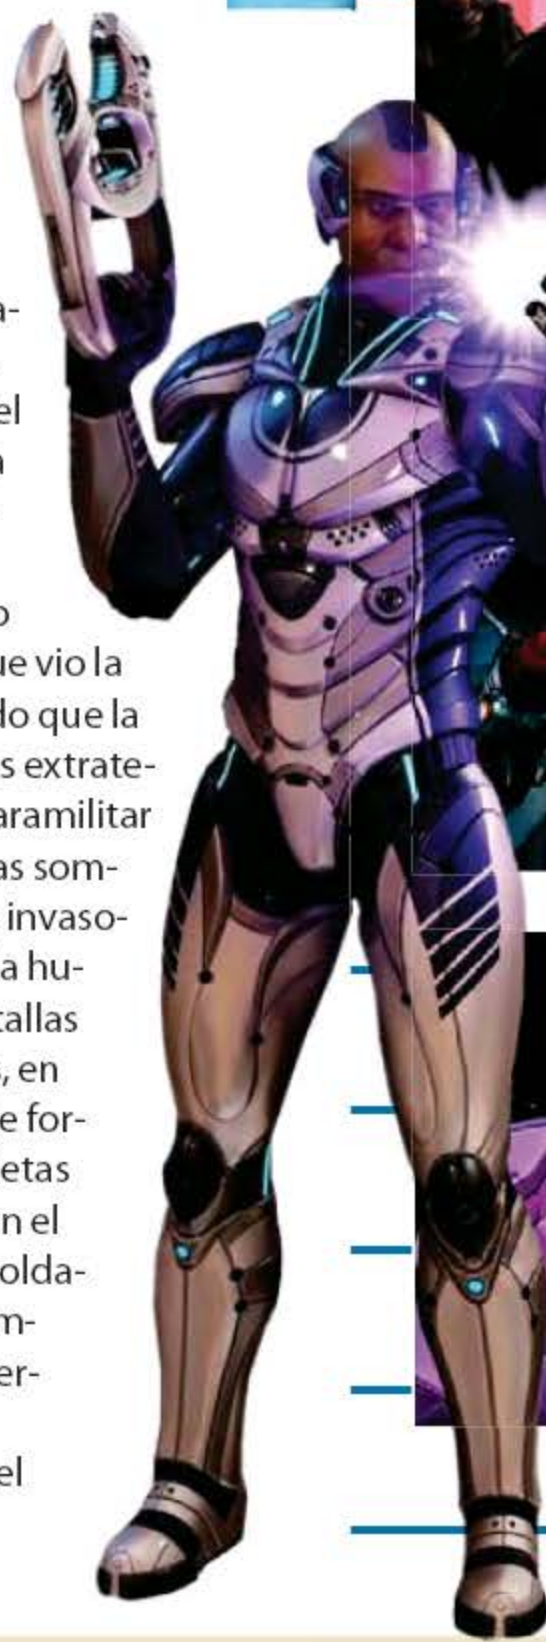 a-
el
a
o
ue vio la
do que la
s extrate-
aramilitar
as som-
invaso-
a hu-
tallas
s, en
e for-
etas
n el
olda-
m-
er-
el